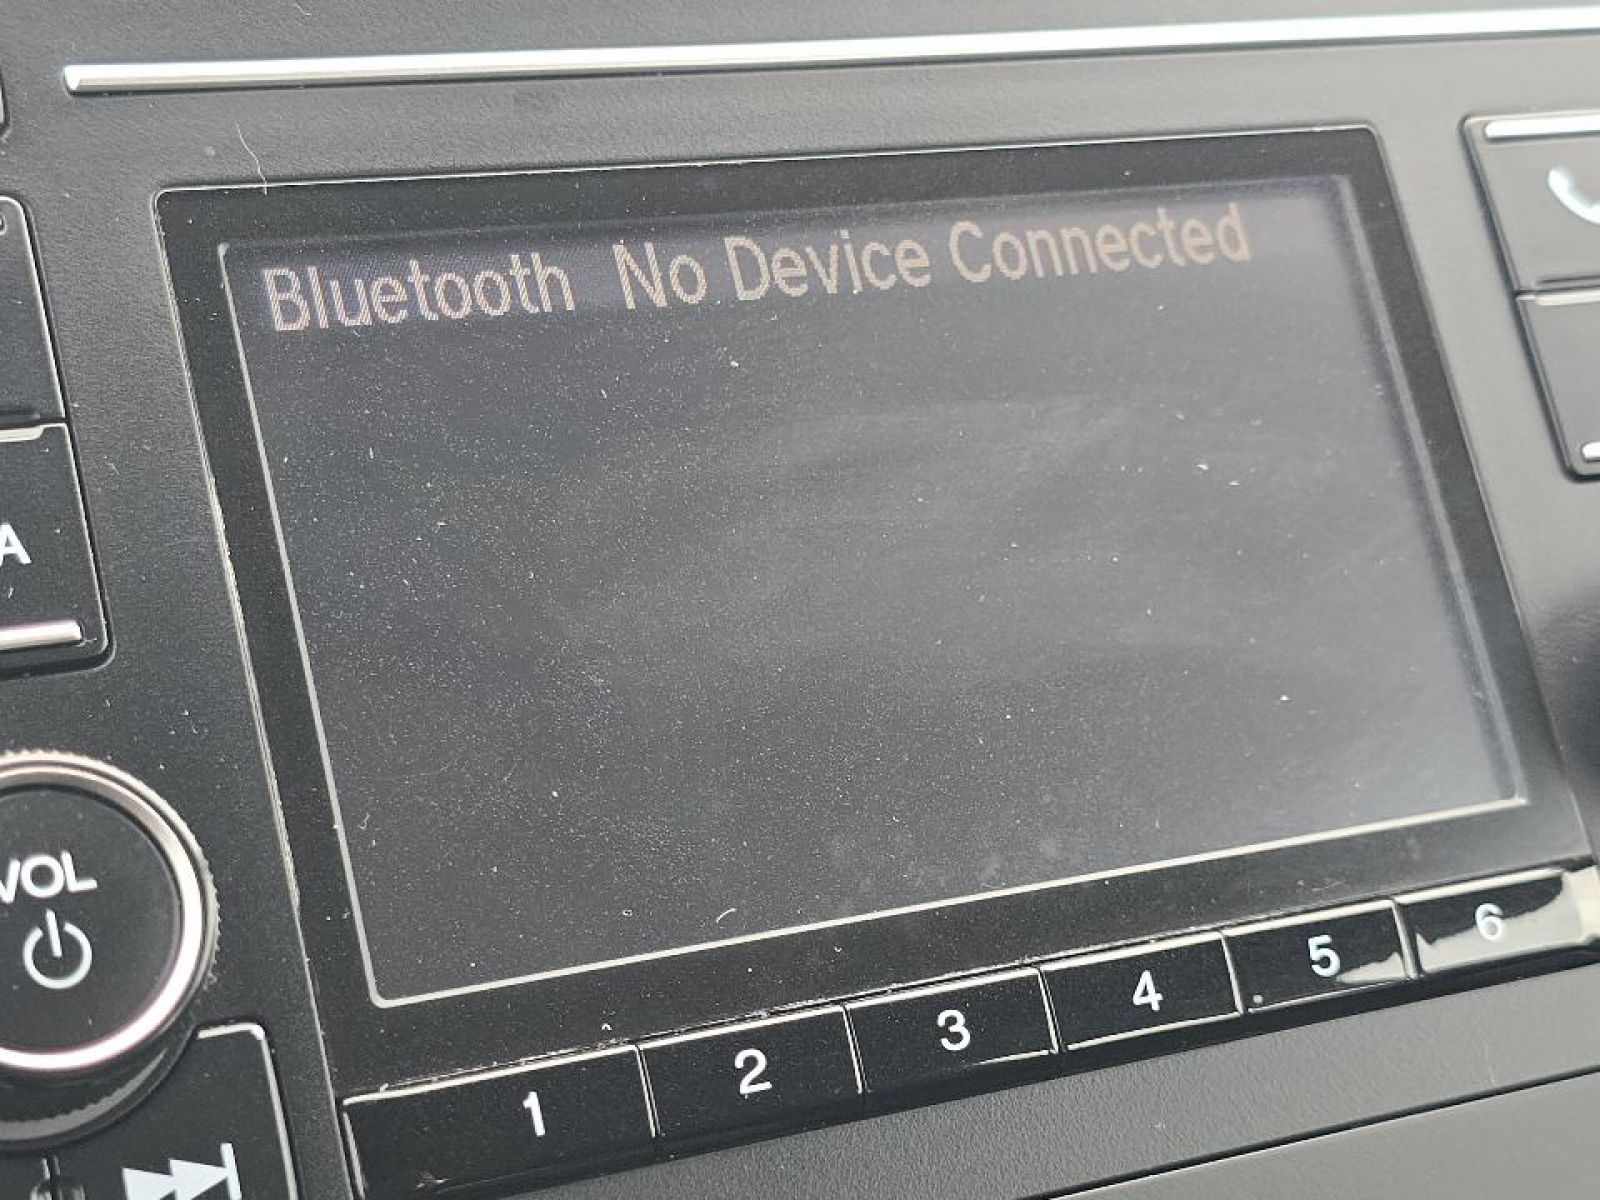 Bluetooth No Device Connected
A
VOL
1 2 3 4 5 6